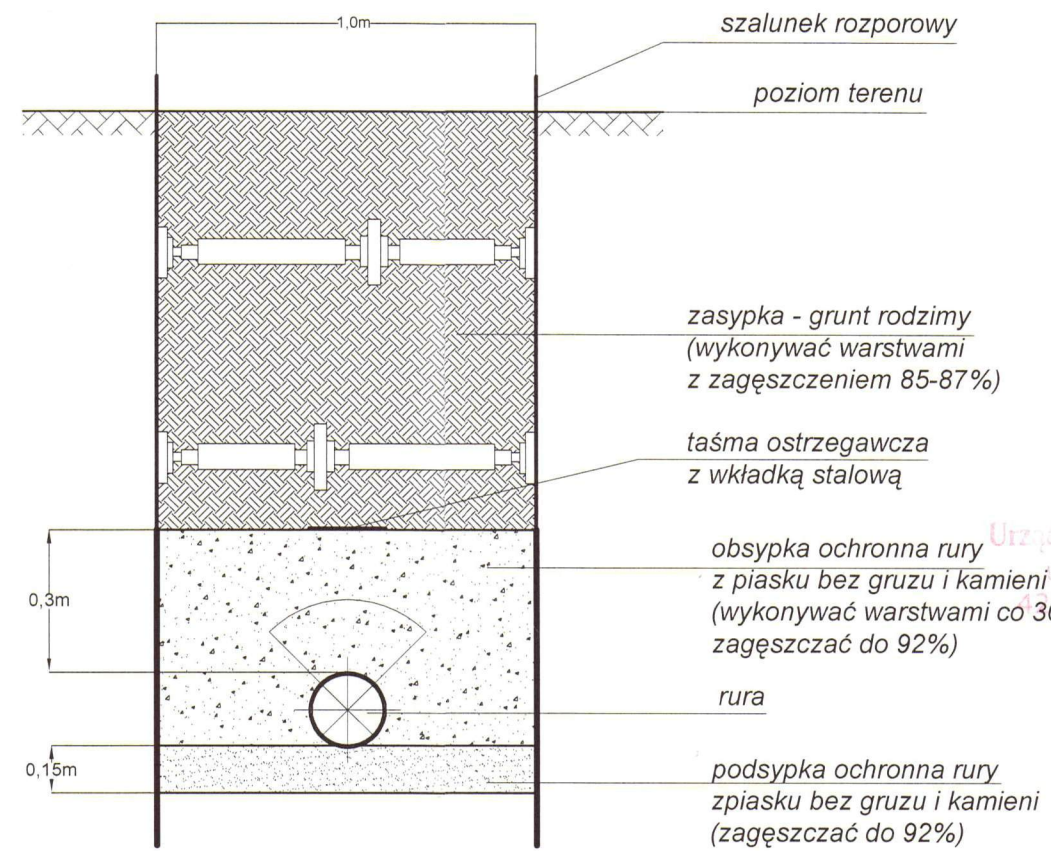 1,0m
szalunek rozporowy
poziom terenu
zasypka - grunt rodzimy
(wykonywać warstwami
z zagęszczeniem 85-87%)
taśma ostrzegawcza
z wkładką stalową
0,3m
obsypka ochronna rury
z piasku bez gruzu i kamieni
(wykonywać warstwami co
zagęszczać do 92%)
rura
0,15m
podsypka ochronna rury
zpiasku bez gruzu i kamieni
(zagęszczać do 92%)